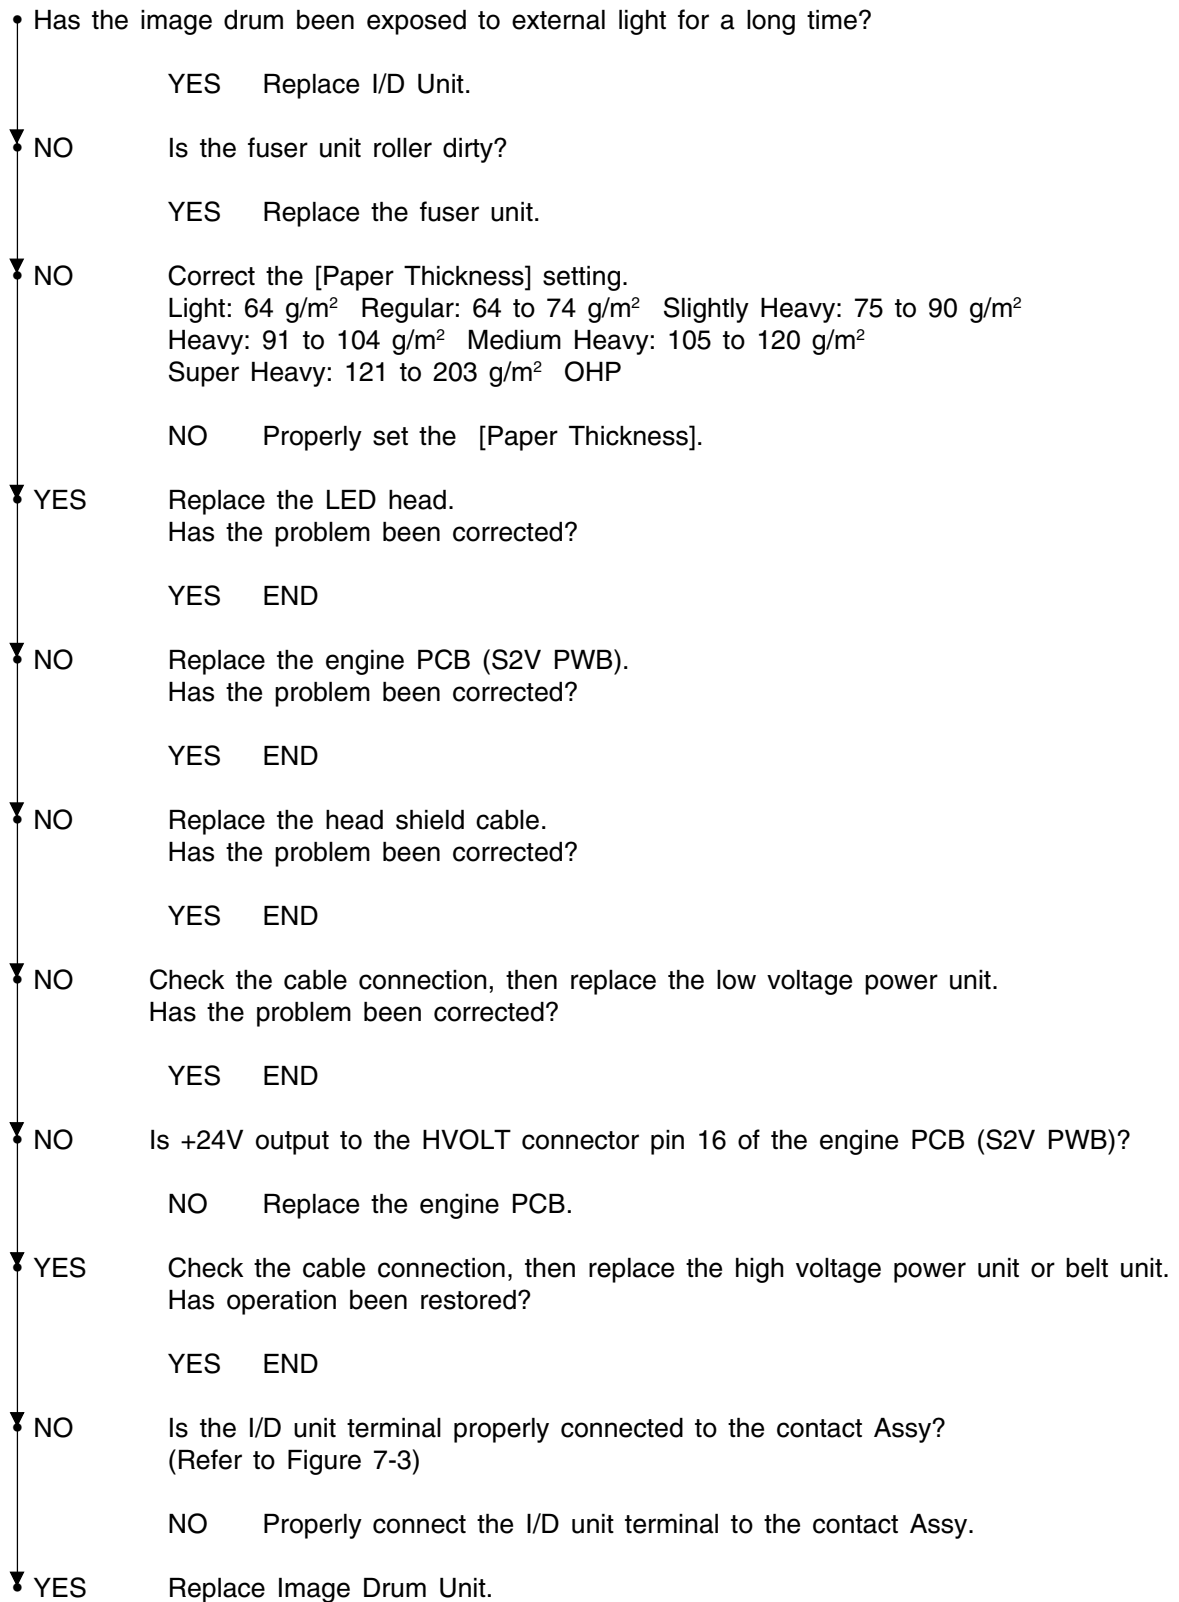 Has the image drum been exposed to external light for a long time?
YES Replace I/D Unit.
NO Is the fuser unit roller dirty?
YES Replace the fuser unit.
NO Correct the [Paper Thickness] setting.
Light: 64 g/m² Regular: 64 to 74 g/m² Slightly Heavy: 75 to 90 g/m²
Heavy: 91 to 104 g/m² Medium Heavy: 105 to 120 g/m²
Super Heavy: 121 to 203 g/m² OHP
NO Properly set the [Paper Thickness].
YES Replace the LED head.
Has the problem been corrected?
YES END
NO Replace the engine PCB (S2V PWB).
Has the problem been corrected?
YES END
NO Replace the head shield cable.
Has the problem been corrected?
YES END
NO Check the cable connection, then replace the low voltage power unit.
Has the problem been corrected?
YES END
NO Is +24V output to the HVOLT connector pin 16 of the engine PCB (S2V PWB)?
NO Replace the engine PCB.
YES Check the cable connection, then replace the high voltage power unit or belt unit.
Has operation been restored?
YES END
NO Is the I/D unit terminal properly connected to the contact Assy?
(Refer to Figure 7-3)
NO Properly connect the I/D unit terminal to the contact Assy.
YES Replace Image Drum Unit.